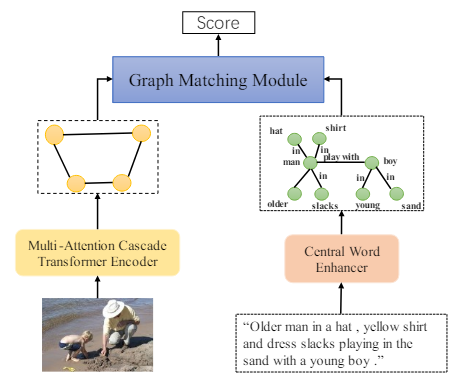 Score
Graph Matching Module
hat
shirt
in
in
man
play with
boy
in
in
in
older
slacks
young
sand
Multi-Attention Cascade
Transformer Encoder
Central Word
Enhancer
“Older man in a hat , yellow shirt
and dress slacks playing in the
sand with a young boy .”